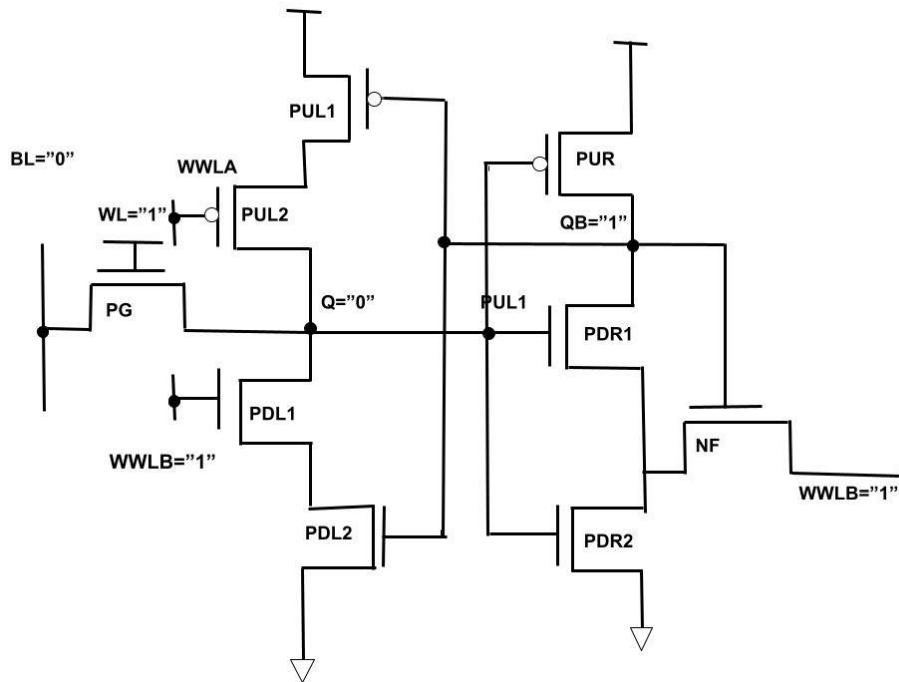 PUL1
BL="0"
PUR
WWLA
WL="1"
PUL2
QB="1"
Q="0"
PUL1
PG
PDR1
PDL1
NF
WWLB="1"
WWLB="1"
PDL2
PDR2